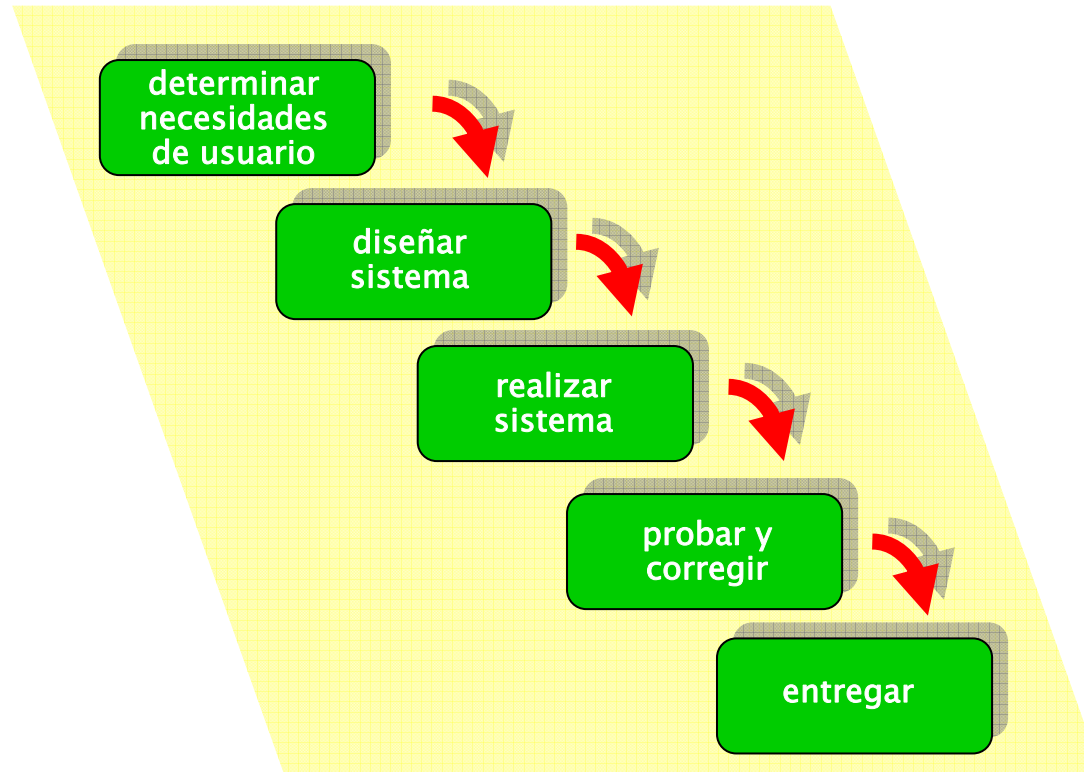 determinar
necesidades
de usuario
diseñar
sistema
realizar
sistema
probar y
corregir
entregar